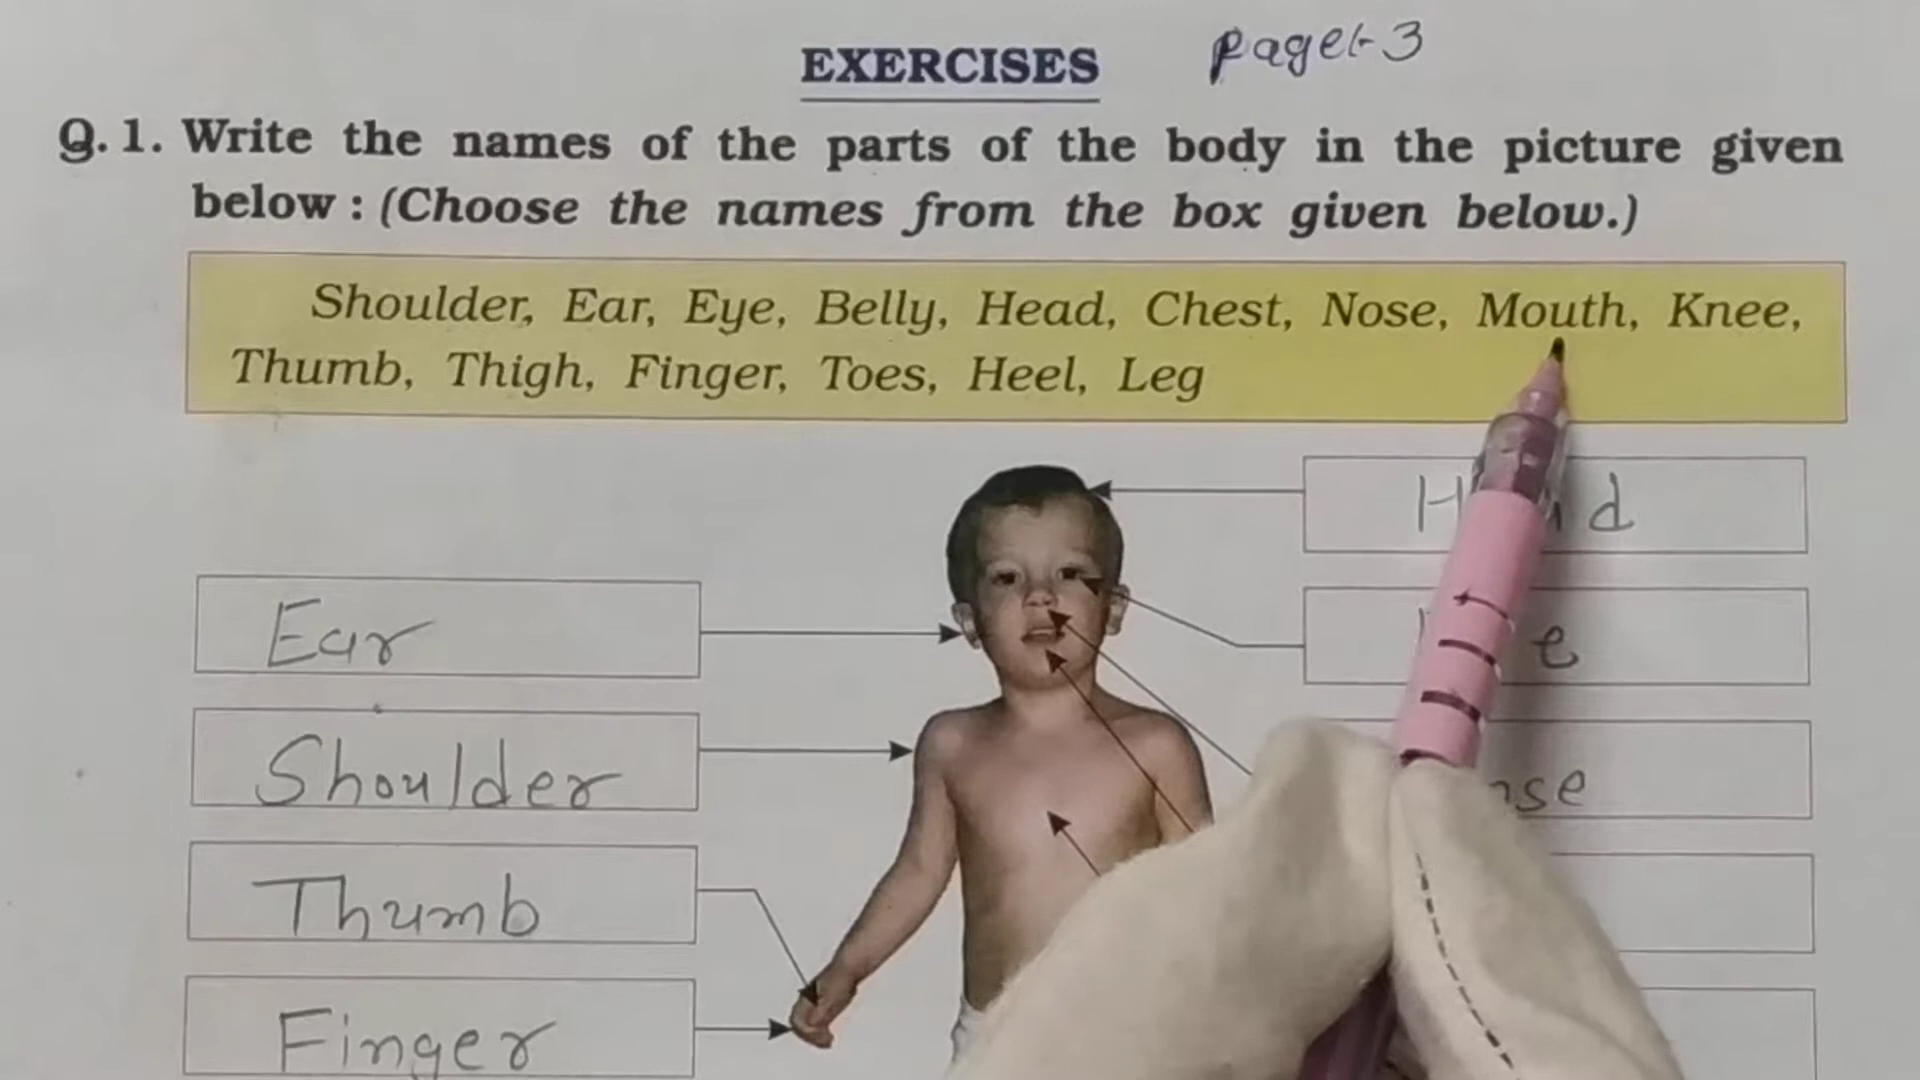 EXERCISES page:-3
Q. 1. Write the names of the parts of the body in the picture given
below : (Choose the names from the box given below.)
Shoulder, Ear, Eye, Belly, Head, Chest, Nose, Mouth, Knee,
Thumb, Thigh, Finger, Toes, Heel, Leg
Ear
Shoulder
Thumb
Finger